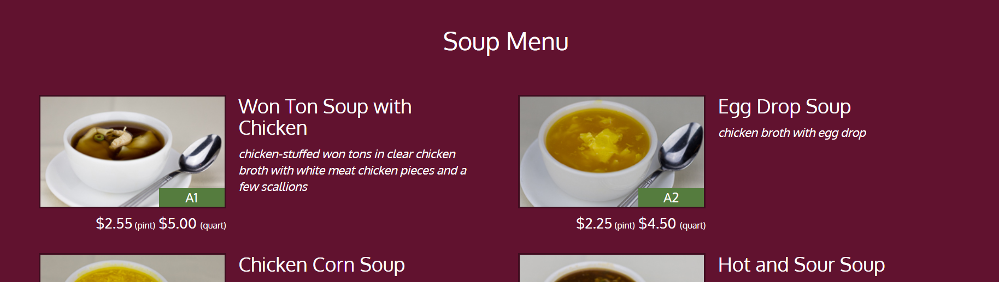 Soup Menu
Won Ton Soup with
Chicken
chicken-stuffed won tons in clear chicken
broth with white meat chicken pieces and a
few scallions
A1
$2.55 (pint) $5.00 (quart)
Egg Drop Soup
chicken broth with egg drop
A2
$2.25 (pint) $4.50 (quart)
Chicken Corn Soup
Hot and Sour Soup